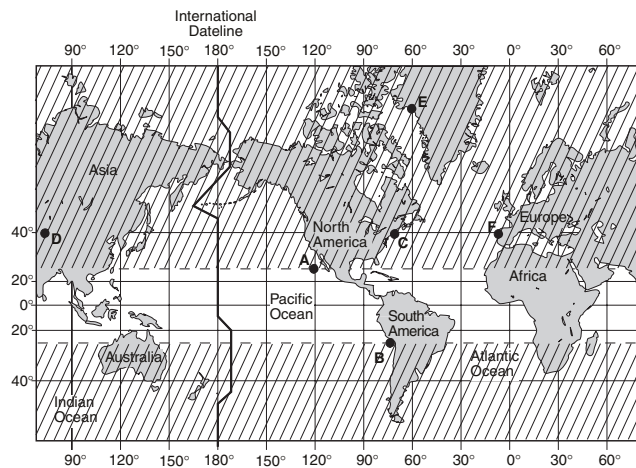 International
Dateline
90° 120° 150° 180° 150° 120° 90° 60° 30° 0° 30° 60°
E
Asia
40°
D
North
America
C
F
Europe
A
20°
Africa
Pacific
Ocean
0°
South
America
20°
B
Australia
Atlantic
Ocean
40°
Indian
Ocean
90° 120° 150° 180° 150° 120° 90° 60° 30° 0° 30° 60°